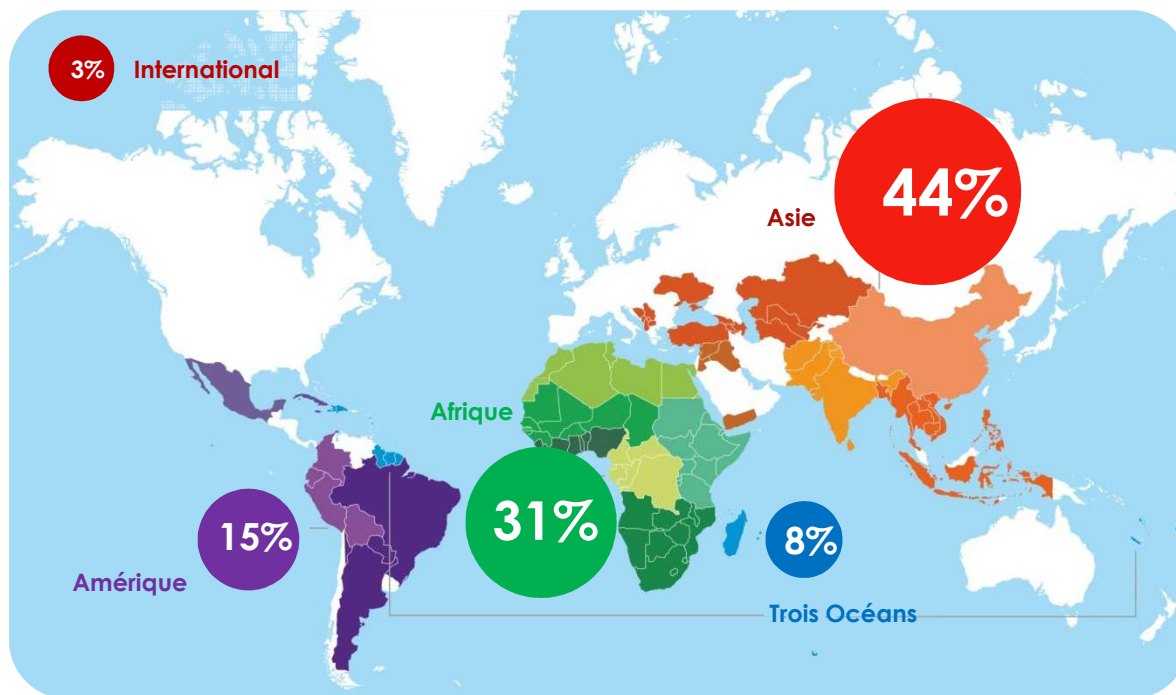 3% International
44%
Asie
Afrique
31%
15%
8%
Amérique
Trois Océans